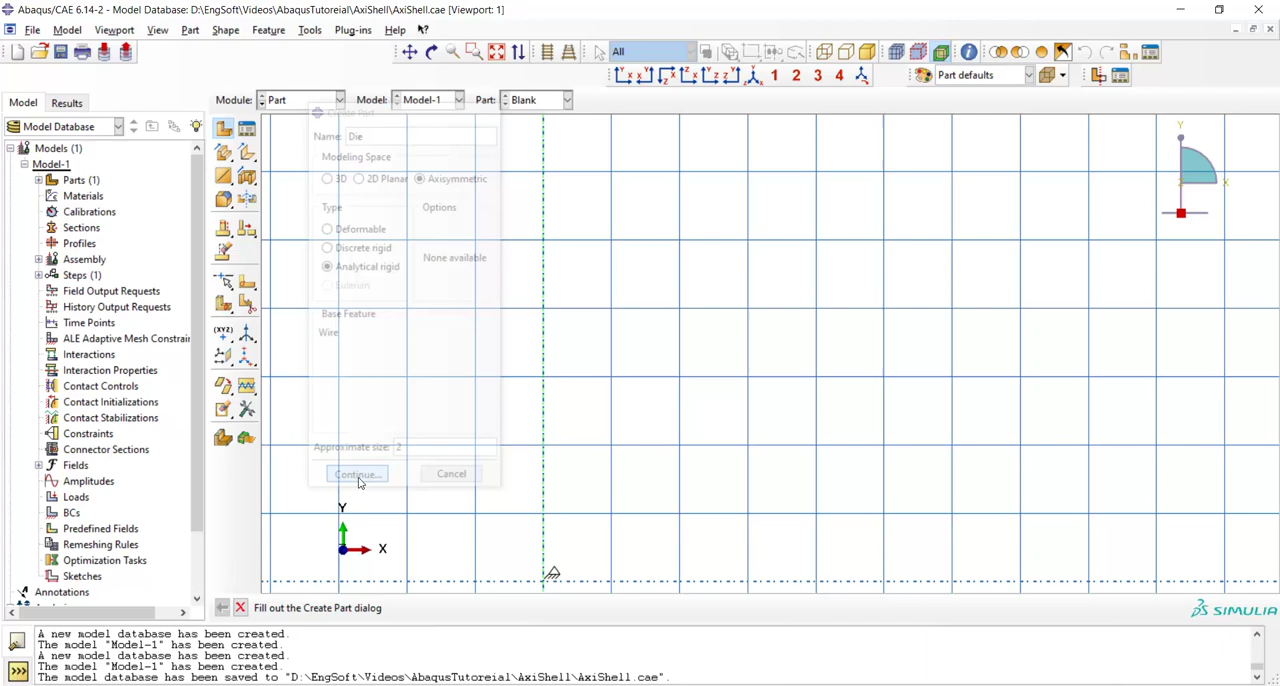 Abaqus/CAE 6.14-2 - Model Database: D:\EngSoft\Videos\AbaqusTutoreial\AxiShell\AxiShell.cae [Viewport: 1]
File Model Viewport View Part Shape Feature Tools Plug-ins Help
All
1 2 3 4 Part defaults
Model Results Module: Part Model: Model-1 Part: Blank
Model Database
Models (1)
Model-1
Parts (1)
Materials
Calibrations
Sections
Profiles
Assembly
Steps (1)
Field Output Requests
History Output Requests
Time Points
ALE Adaptive Mesh Constrai
Interactions
Interaction Properties
Contact Controls
Contact Initializations
Contact Stabilizations
Constraints
Connector Sections
Fields
Amplitudes
Loads
BCs
Predefined Fields
Remeshing Rules
Optimization Tasks
Sketches
Annotations
Create Part
Name: Die
Modeling Space
3D 2D Planar Axisymmetric
Type Options
Deformable
Discrete rigid
None available
Analytical rigid
Eulerian
Base Feature
Wire
Approximate size: 2
Continue... Cancel
Y
X
Y
Z X
Fill out the Create Part dialog
SIMULIA
A new model database has been created.
The model "Model-1" has been created.
A new model database has been created.
The model "Model-1" has been created.
The model database has been saved to "D:\EngSoft\Videos\AbaqusTutoreial\AxiShell\AxiShell.cae".